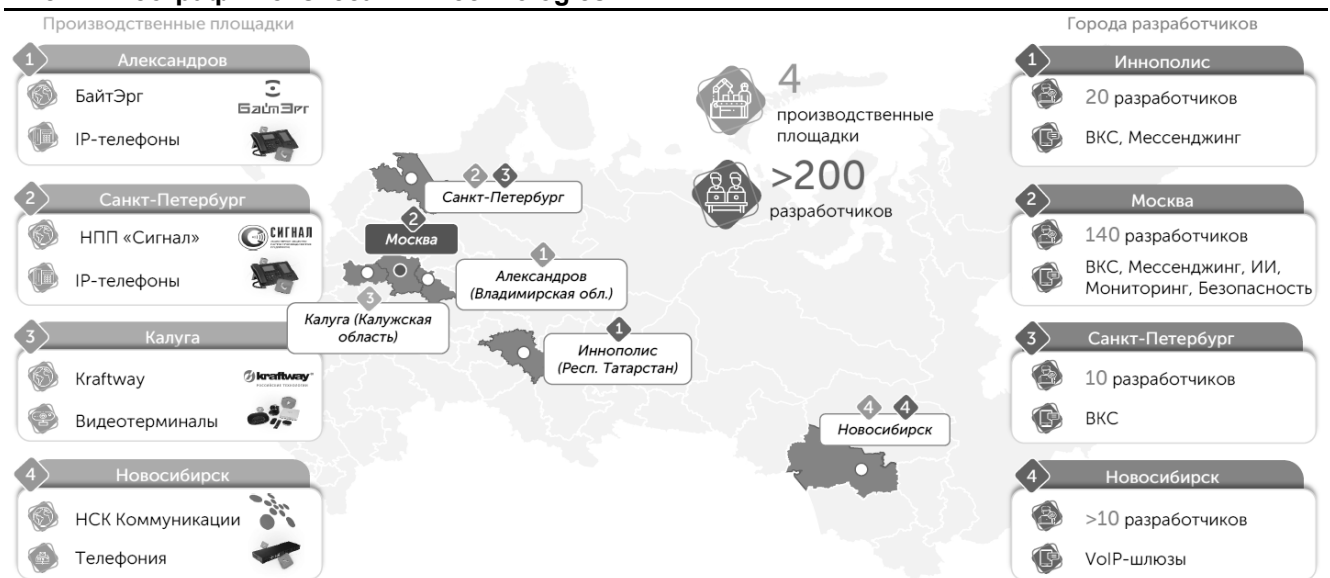 Производственные площадки
1
Александров
БайтЭрг
БайтЭрг
IP-телефоны
2
Санкт-Петербург
НПП «Сигнал»
СИГНАЛ
IP-телефоны
3
Калуга
Kraftway
kraftway
Видеотерминалы
4
Новосибирск
НСК Коммуникации
Телефония
4
производственные
площадки
>200
разработчиков
2 3
Санкт-Петербург
2
Москва
1
Александров
(Владимирская обл.)
3
Калуга (Калужская
область)
1
Иннополис
(Респ. Татарстан)
4 4
Новосибирск
Города разработчиков
1
Иннополис
20 разработчиков
ВКС, Мессенджинг
2
Москва
140 разработчиков
ВКС, Мессенджинг, ИИ,
Мониторинг, Безопасность
3
Санкт-Петербург
10 разработчиков
ВКС
4
Новосибирск
>10 разработчиков
VoIP-шлюзы